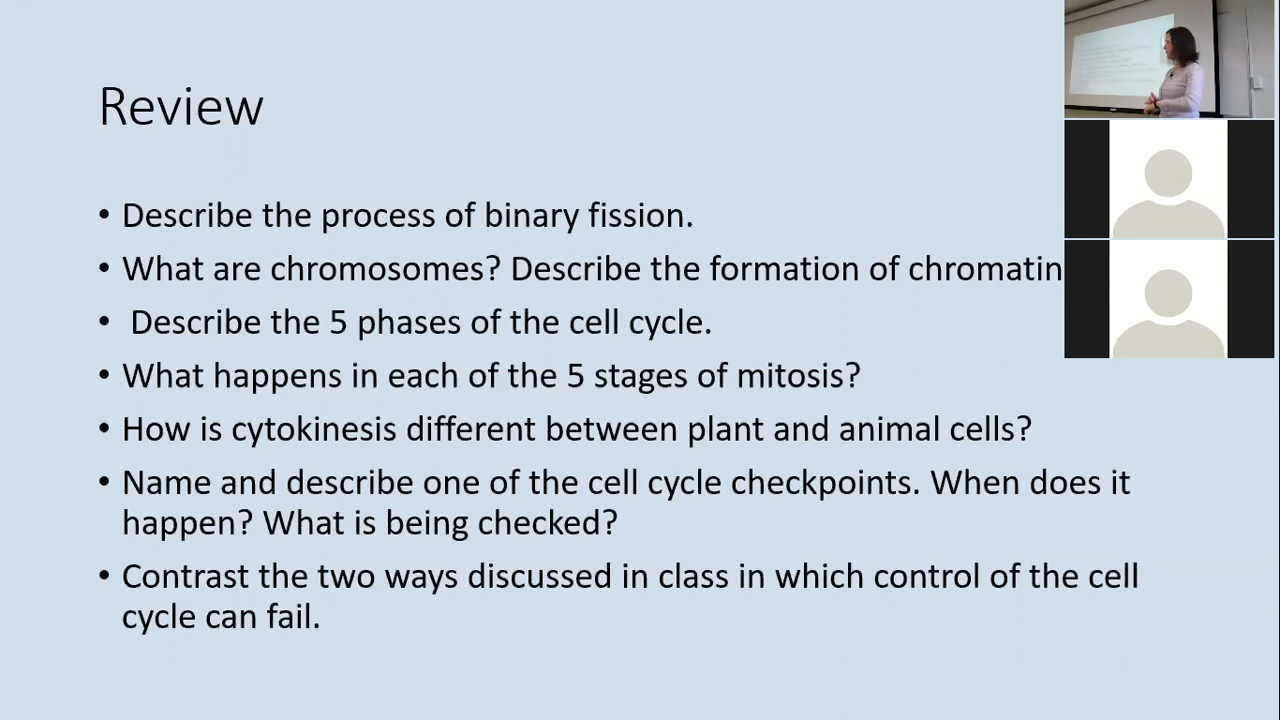 Review
• Describe the process of binary fission.
• What are chromosomes? Describe the formation of chromatin
• Describe the 5 phases of the cell cycle.
• What happens in each of the 5 stages of mitosis?
• How is cytokinesis different between plant and animal cells?
• Name and describe one of the cell cycle checkpoints. When does it
happen? What is being checked?
• Contrast the two ways discussed in class in which control of the cell
cycle can fail.